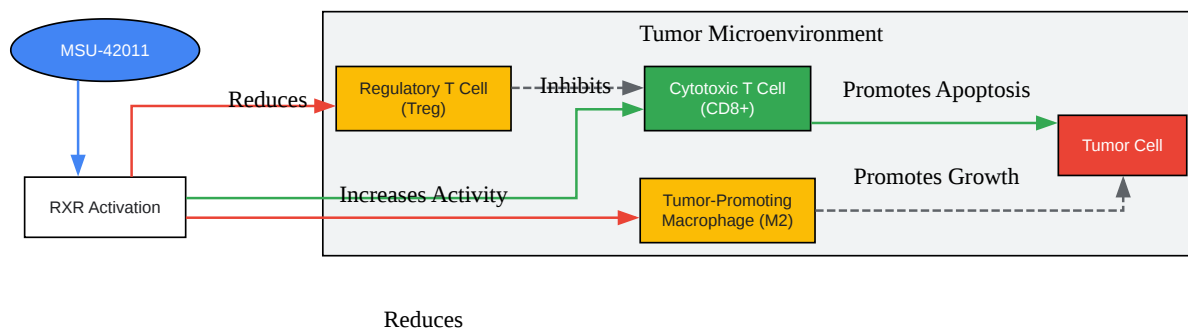 MSU-42011
Tumor Microenvironment
Reduces
Regulatory T Cell
(Treg)
Inhibits
Cytotoxic T Cell
(CD8+)
Promotes Apoptosis
Tumor Cell
RXR Activation
Increases Activity
Tumor-Promoting
Macrophage (M2)
Promotes Growth
Reduces